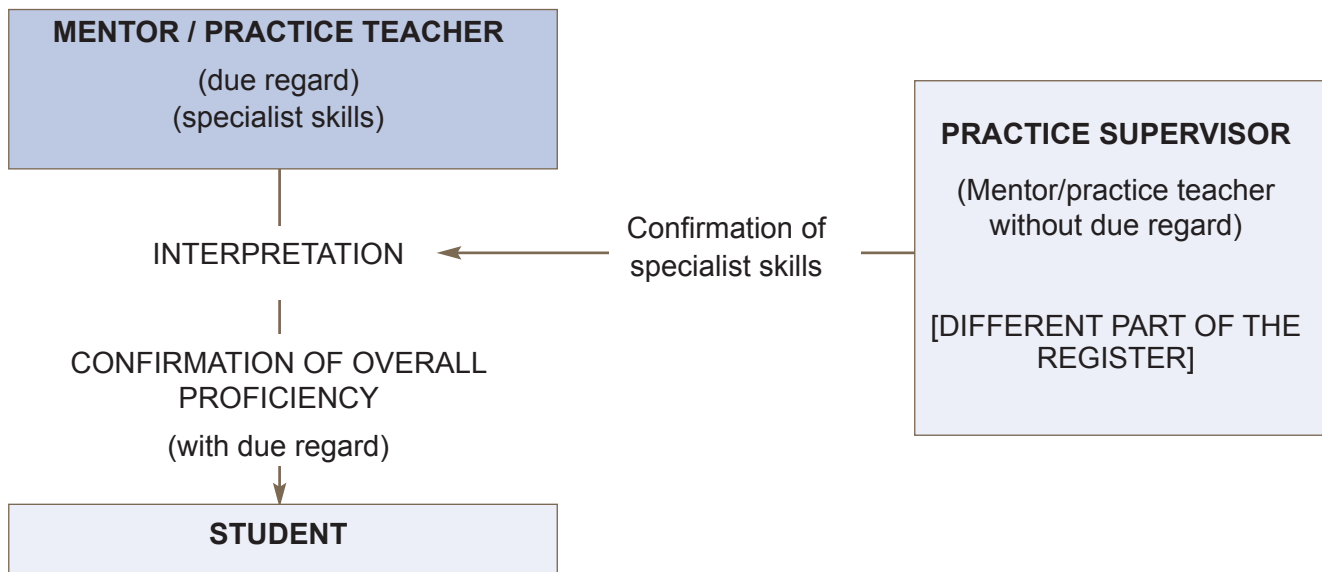 MENTOR / PRACTICE TEACHER
(due regard)
(specialist skills)
INTERPRETATION
CONFIRMATION OF OVERALL
PROFICIENCY
(with due regard)
STUDENT
Confirmation of
specialist skills
PRACTICE SUPERVISOR
(Mentor/practice teacher
without due regard)
[DIFFERENT PART OF THE
REGISTER]